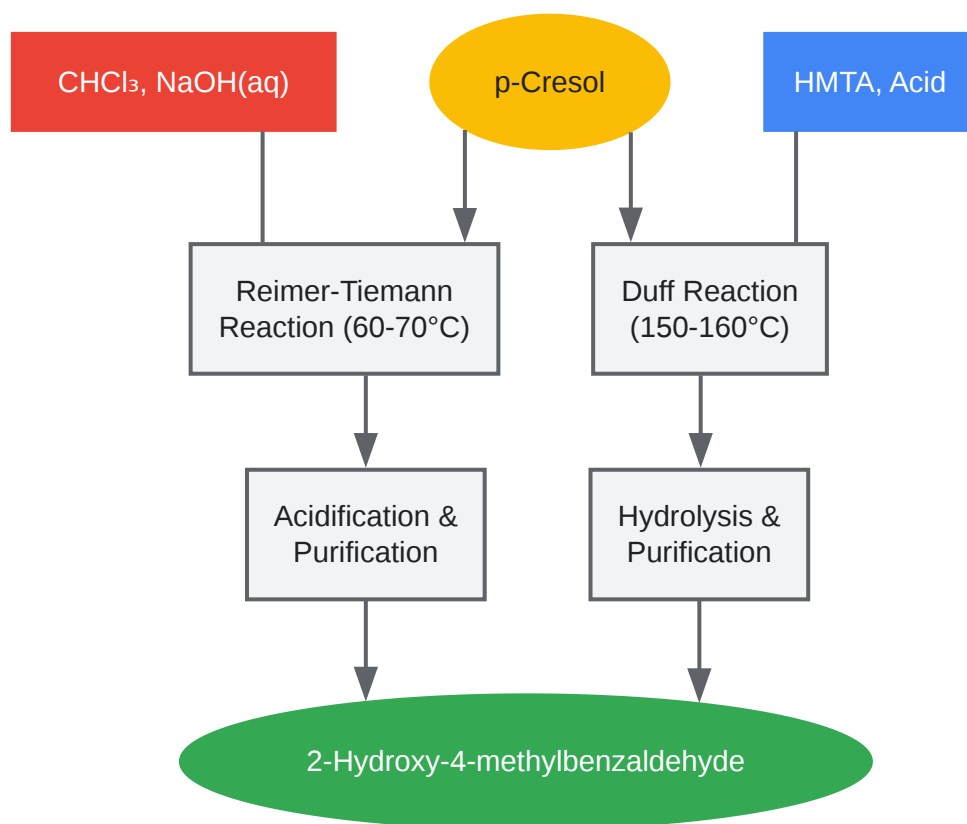 CHCl₃, NaOH(aq)
p-Cresol
HMTA, Acid
Reimer-Tiemann
Reaction (60-70°C)
Duff Reaction
(150-160°C)
Acidification &
Purification
Hydrolysis &
Purification
2-Hydroxy-4-methylbenzaldehyde